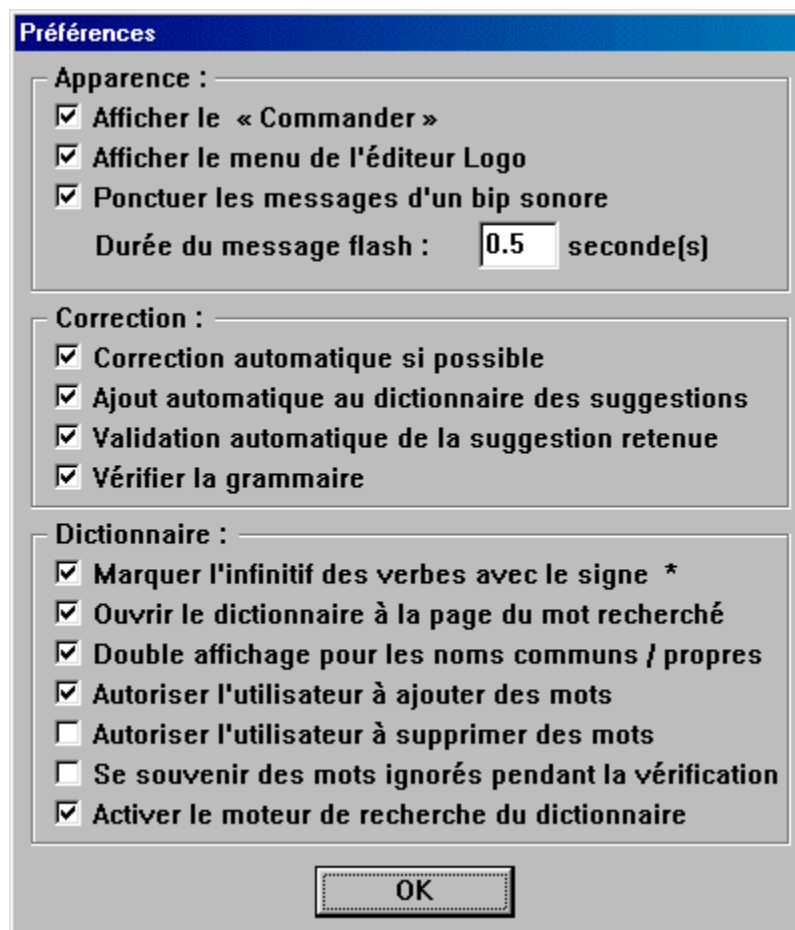 Préférences
Apparence :
Afficher le « Commander »
Afficher le menu de l'éditeur Logo
Ponctuer les messages d'un bip sonore
Durée du message flash : 0.5 seconde(s)
Correction :
Correction automatique si possible
Ajout automatique au dictionnaire des suggestions
Validation automatique de la suggestion retenue
Vérifier la grammaire
Dictionnaire :
Marquer l'infinitif des verbes avec le signe *
Ouvrir le dictionnaire à la page du mot recherché
Double affichage pour les noms communs / propres
Autoriser l'utilisateur à ajouter des mots
Autoriser l'utilisateur à supprimer des mots
Se souvenir des mots ignorés pendant la vérification
Activer le moteur de recherche du dictionnaire
OK